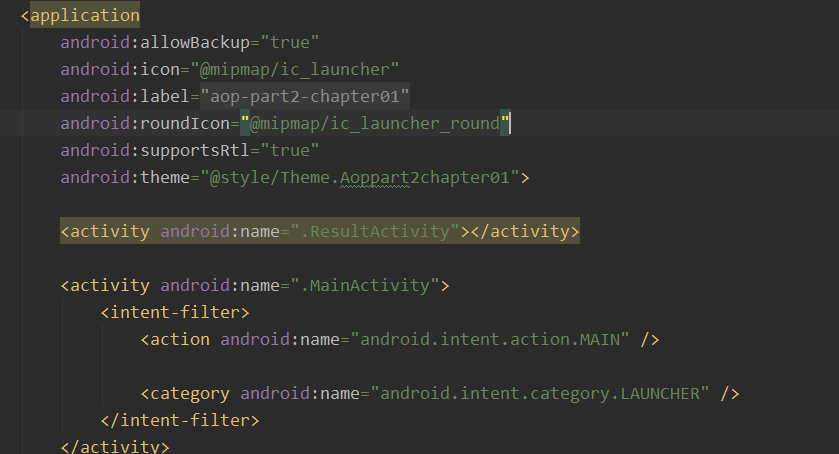 <application
android:allowBackup="true"
android:icon="@mipmap/ic_launcher"
android:label="aop-part2-chapter01"
android:roundIcon="@mipmap/ic_launcher_round"
android:supportsRtl="true"
android:theme="@style/Theme.Aoppart2chapter01">
<activity android:name=".ResultActivity"></activity>
<activity android:name=".MainActivity">
<intent-filter>
<action android:name="android.intent.action.MAIN" />
<category android:name="android.intent.category.LAUNCHER" />
</intent-filter>
</activity>